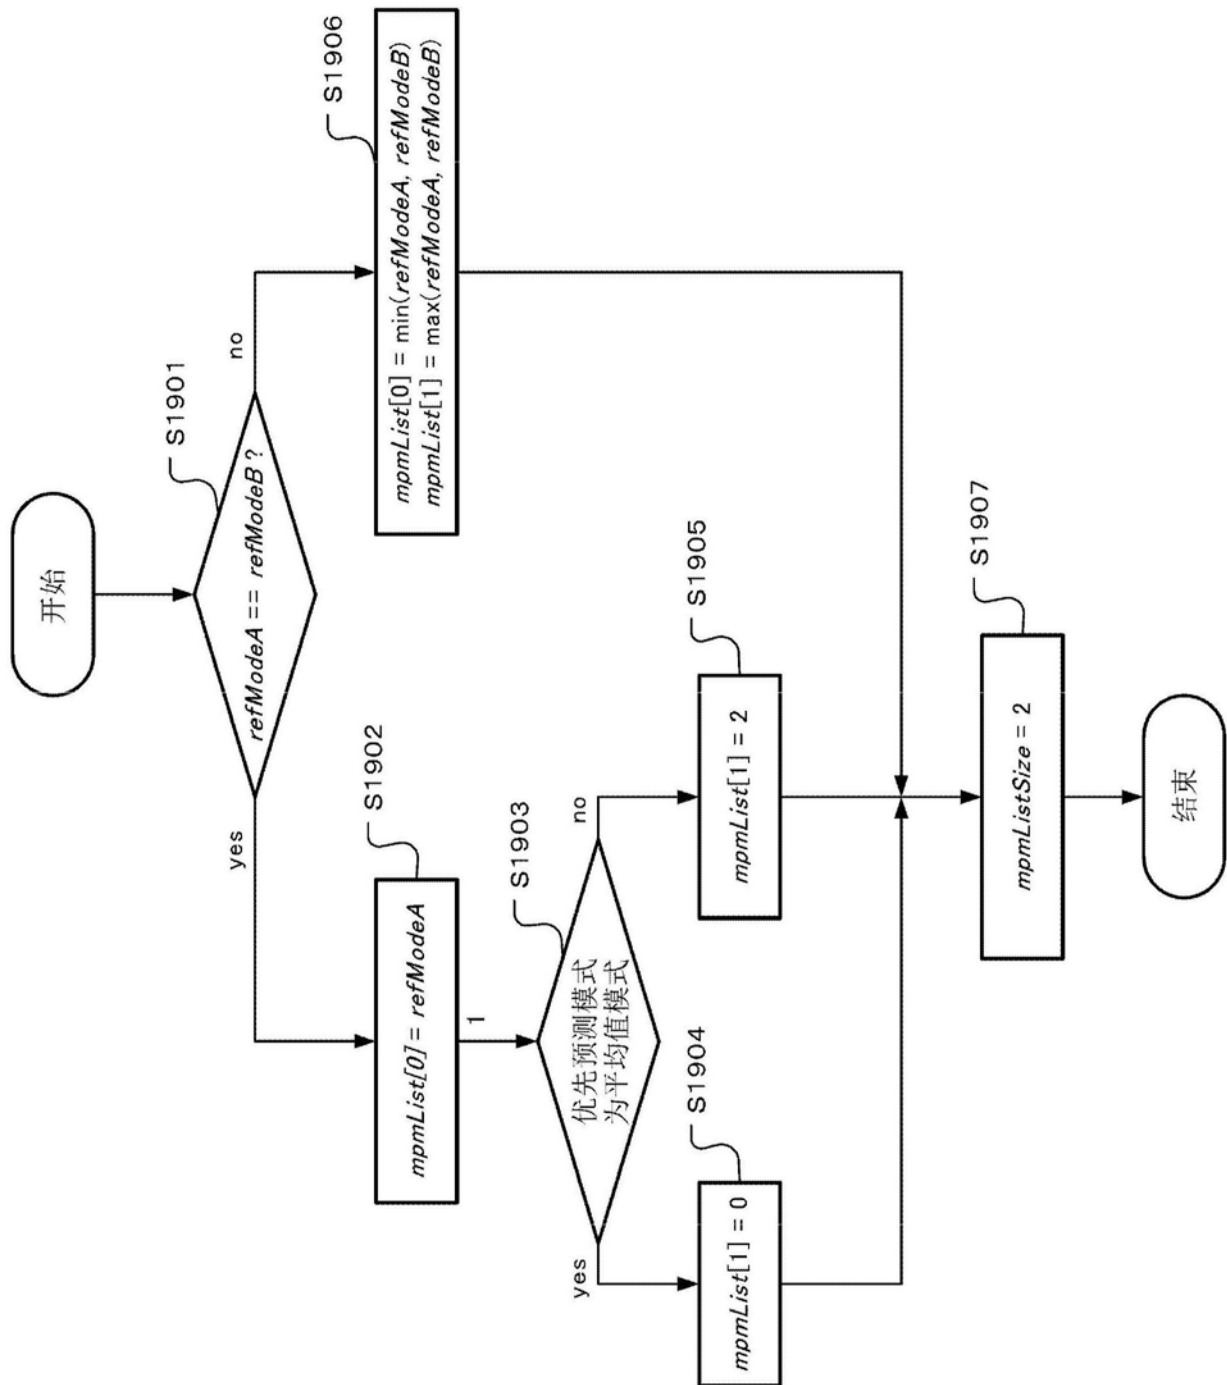 开始
S1901
refModeA == refModeB ?
yes
no
S1902
mpmList[0] = refModeA
S1906
mpmList[0] = min(refModeA, refModeB)
mpmList[1] = max(refModeA, refModeB)
1
S1903
优先预测模式
为平均值模式
yes
no
S1904
mpmList[1] = 0
S1905
mpmList[1] = 2
S1907
mpmListSize = 2
结束